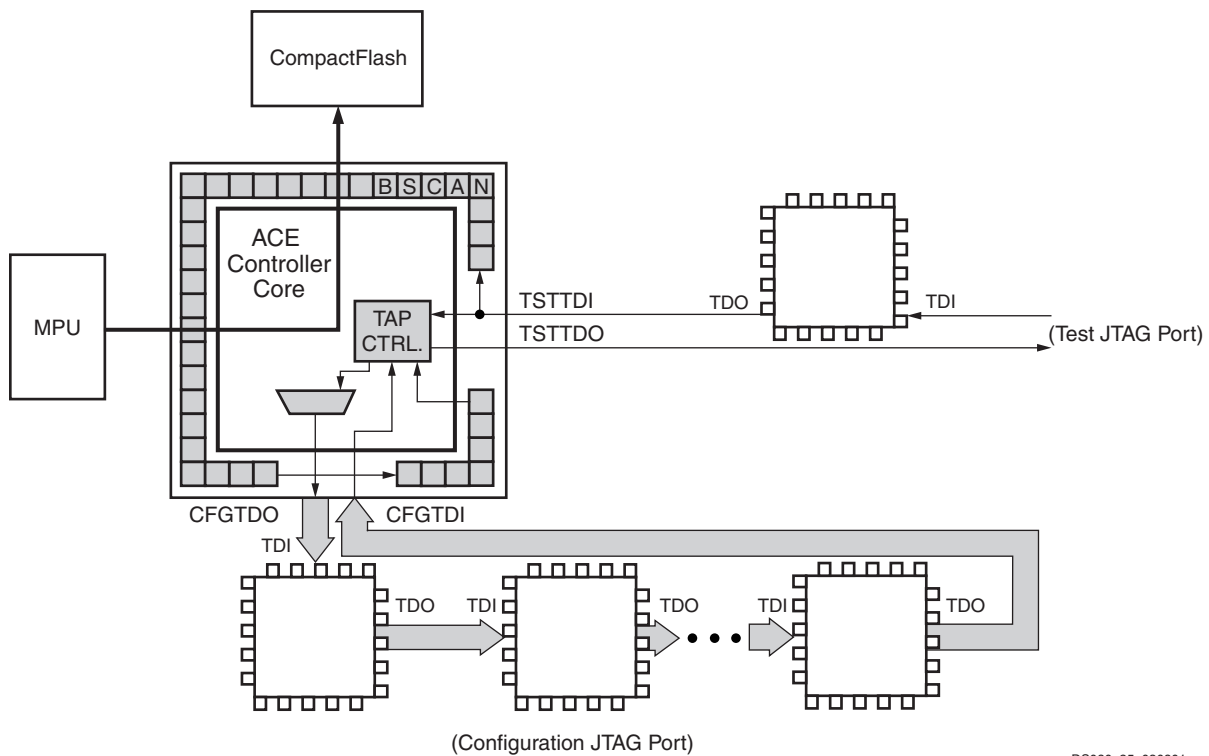 CompactFlash
B S C A N
ACE
Controller
Core
MPU
TAP
CTRL.
TSTTDI
TSTTDO
TDO
TDI
(Test JTAG Port)
CFGTDO
CFGTDI
TDI
TDO
TDI
TDO
TDI
TDO
(Configuration JTAG Port)